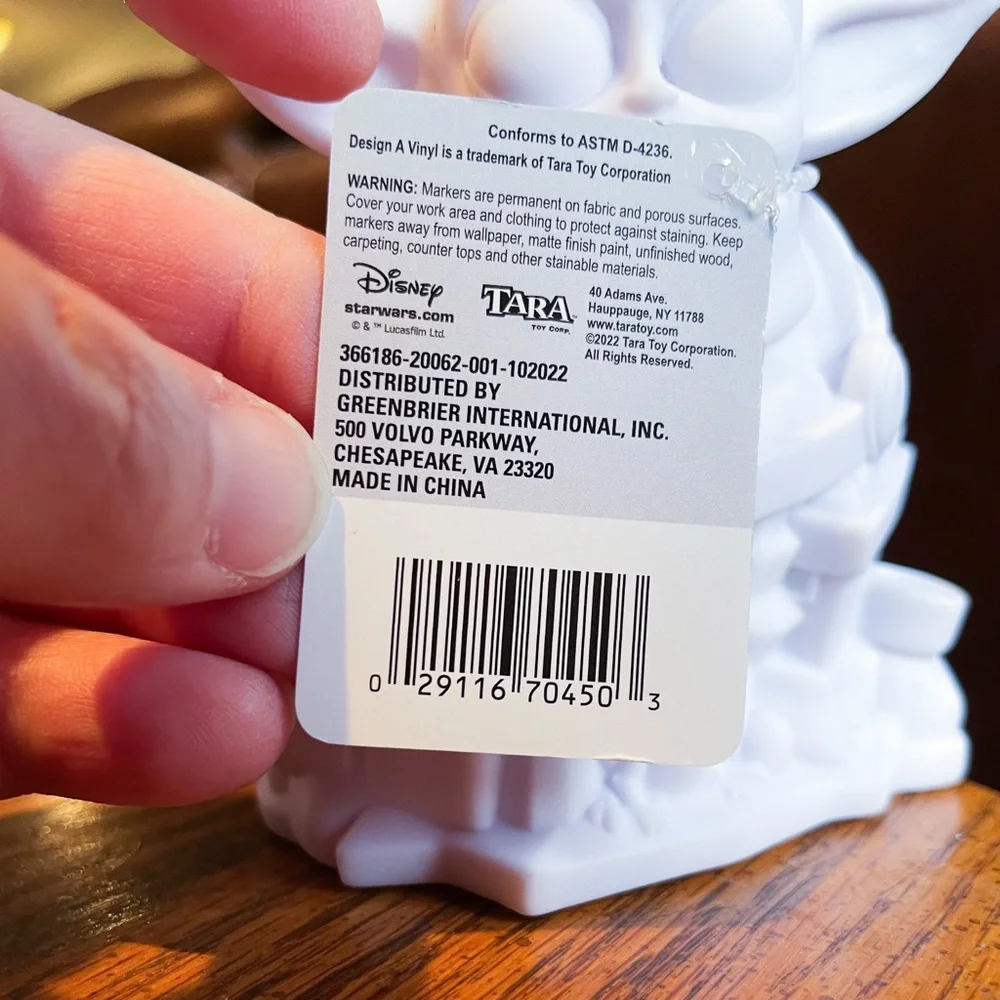 Conforms to ASTM D-4236.
Design A Vinyl is a trademark of Tara Toy Corporation
WARNING: Markers are permanent on fabric and porous surfaces.
Cover your work area and clothing to protect against staining. Keep
markers away from wallpaper, matte finish paint, unfinished wood,
carpeting, counter tops and other stainable materials.
Disney
starwars.com
© & ™ Lucasfilm Ltd.
TARA™
TOY CORP.
40 Adams Ave.
Hauppauge, NY 11788
www.taratoy.com
©2022 Tara Toy Corporation.
All Rights Reserved.
366186-20062-001-102022
DISTRIBUTED BY
GREENBRIER INTERNATIONAL, INC.
500 VOLVO PARKWAY,
CHESAPEAKE, VA 23320
MADE IN CHINA
0 29116 70450 3